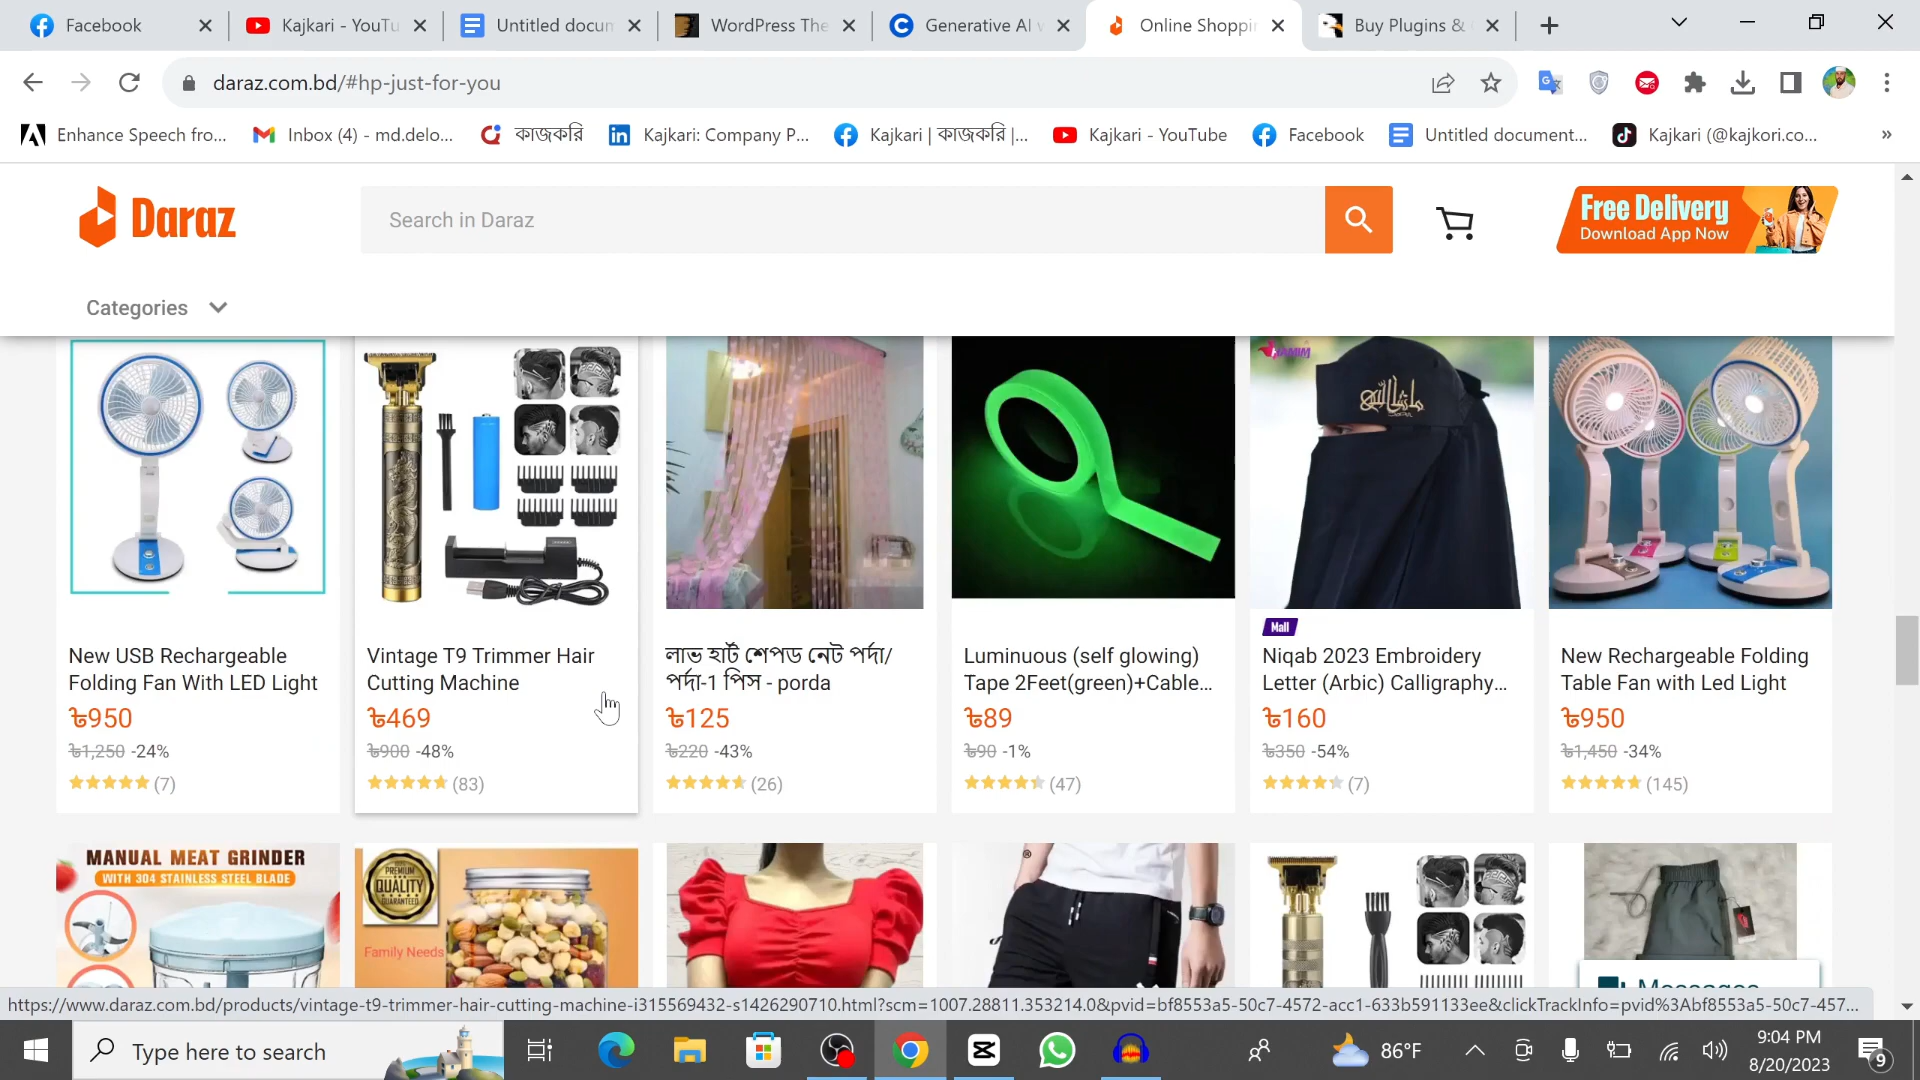 Facebook
Kajkari - YouTu
Untitled docum
WordPress The
Generative AI
Online Shoppin
Buy Plugins &
daraz.com.bd/#hp-just-for-you
Enhance Speech fro...
Inbox (4) - md.delo...
কাজকরি
Kajkari: Company P...
Kajkari | কাজকরি |...
Kajkari - YouTube
Facebook
Untitled document...
Kajkari (@kajkori.co...
»
Daraz
Search in Daraz
Free Delivery
Download App Now
Categories
ماشاءالله
New USB Rechargeable
Folding Fan With LED Light
৳950
৳1,250 -24%
(7)
Vintage T9 Trimmer Hair
Cutting Machine
৳469
৳900 -48%
(83)
লাভ হার্ট শেপড নেট পর্দা/
পর্দা-1 পিস - porda
৳125
৳220 -43%
(26)
Luminuous (self glowing)
Tape 2Feet(green)+Cable...
৳89
৳90 -1%
(47)
Mall
Niqab 2023 Embroidery
Letter (Arbic) Calligraphy...
৳160
৳350 -54%
(7)
New Rechargeable Folding
Table Fan with Led Light
৳950
৳1,450 -34%
(145)
MANUAL MEAT GRINDER
WITH 304 STAINLESS STEEL BLADE
PREMIUM
QUALITY
GUARANTEED
Family Needs
Messages
https://www.daraz.com.bd/products/vintage-t9-trimmer-hair-cutting-machine-i315569432-s1426290710.html?scm=1007.28811.353214.0&pvid=bf8553a5-50c7-4572-acc1-633b591133ee&clickTrackInfo=pvid%3Abf8553a5-50c7-457...
Type here to search
86°F
9:04 PM
8/20/2023
9